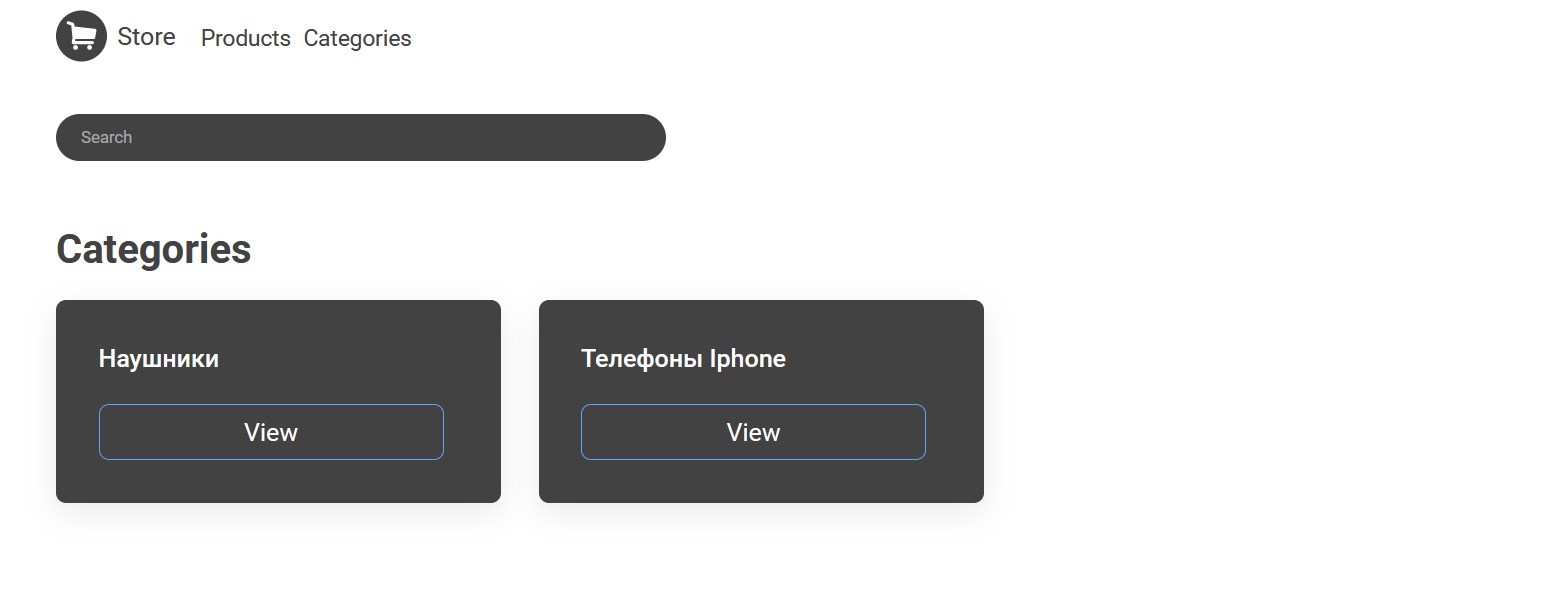 Store Products Categories
Search
Categories
Наушники
Телефоны Iphone
View
View